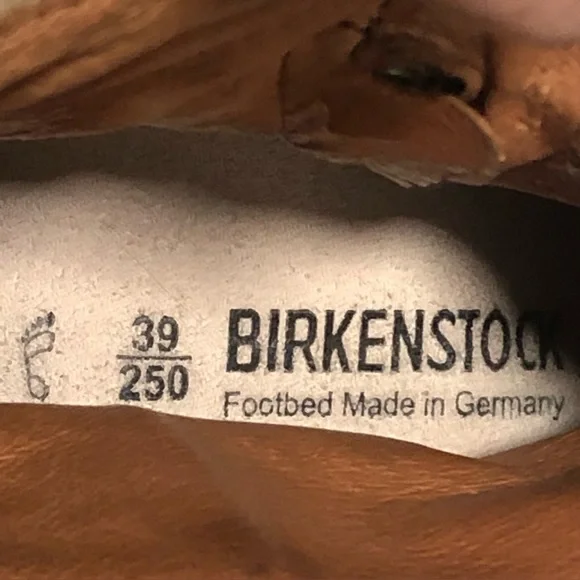 39
250
BIRKENSTOCK
Footbed Made in Germany